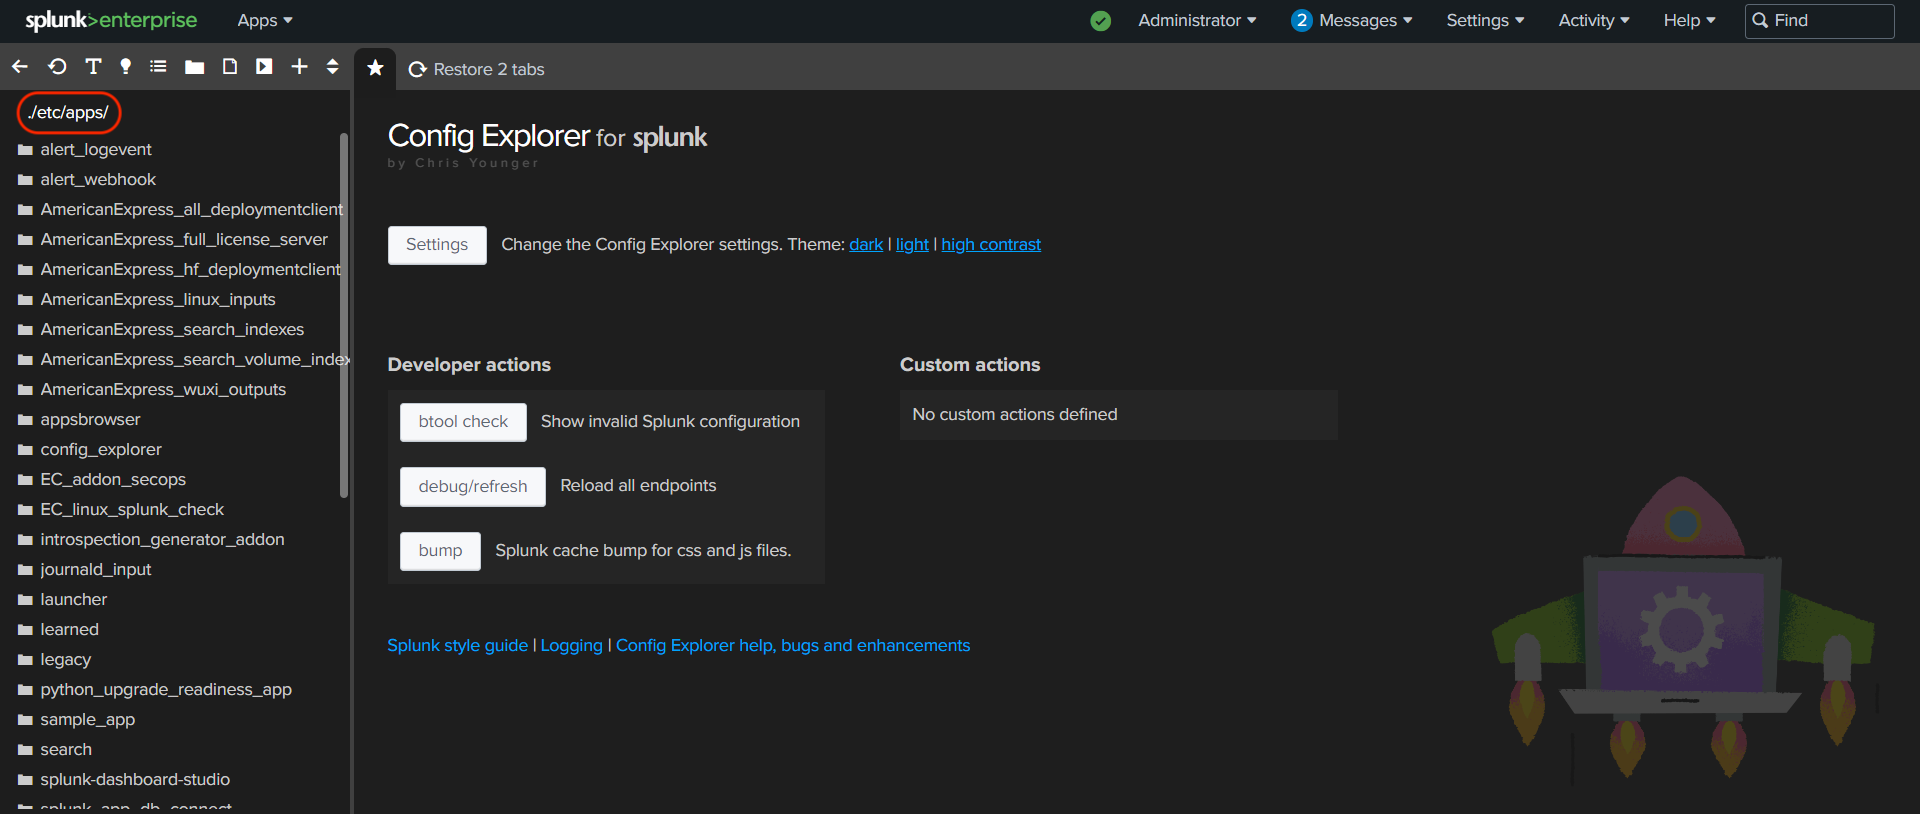 splunk>enterprise Apps Administrator 2 Messages Settings Activity Help Find
Restore 2 tabs
./etc/apps/
alert_logevent
alert_webhook
AmericanExpress_all_deploymentclient
AmericanExpress_full_license_server
AmericanExpress_hf_deploymentclient
AmericanExpress_linux_inputs
AmericanExpress_search_indexes
AmericanExpress_search_volume_index
AmericanExpress_wuxi_outputs
appsbrowser
config_explorer
EC_addon_secops
EC_linux_splunk_check
introspection_generator_addon
journald_input
launcher
learned
legacy
python_upgrade_readiness_app
sample_app
search
splunk-dashboard-studio
splunk_app_db_connect
Config Explorer for splunk
by Chris Younger
Settings Change the Config Explorer settings. Theme: dark | light | high contrast
Developer actions
btool check Show invalid Splunk configuration
debug/refresh Reload all endpoints
bump Splunk cache bump for css and js files.
Custom actions
No custom actions defined
Splunk style guide | Logging | Config Explorer help, bugs and enhancements